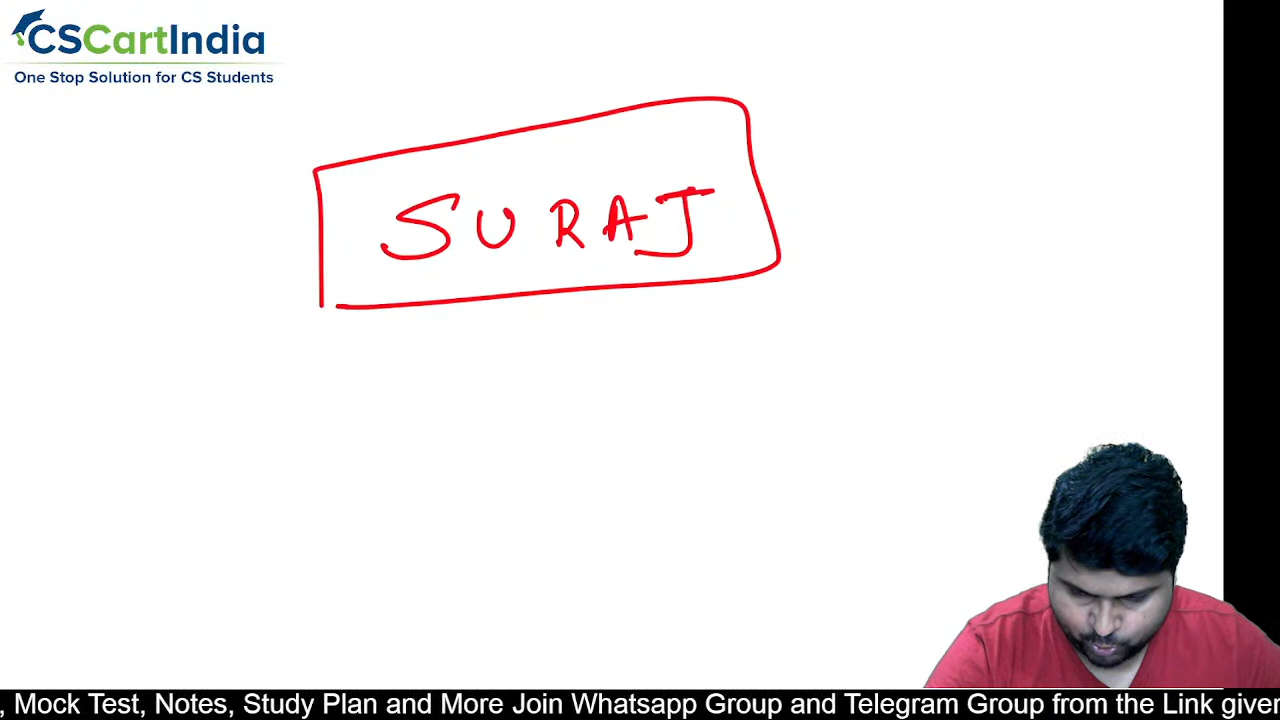 CSCartIndia
One Stop Solution for CS Students
SURAJ
, Mock Test, Notes, Study Plan and More Join Whatsapp Group and Telegram Group from the Link given